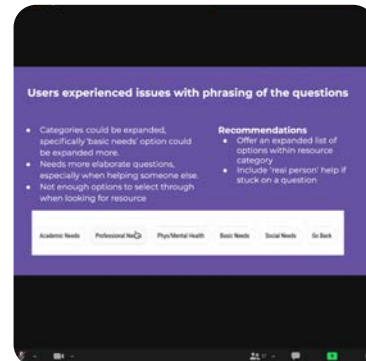 Users experienced issues with phrasing of the questions
Categories could be expanded,
specifically 'basic needs' option could
be expanded more.
Needs more elaborate questions,
especially when helping someone else.
Not enough options to select through
when looking for resource
Recommendations
Offer an expanded list of
options within resource
category
Include 'real person' help if
stuck on a question
Academic Needs Professional Needs Phys/Mental Health Basic Needs Social Needs Go Back